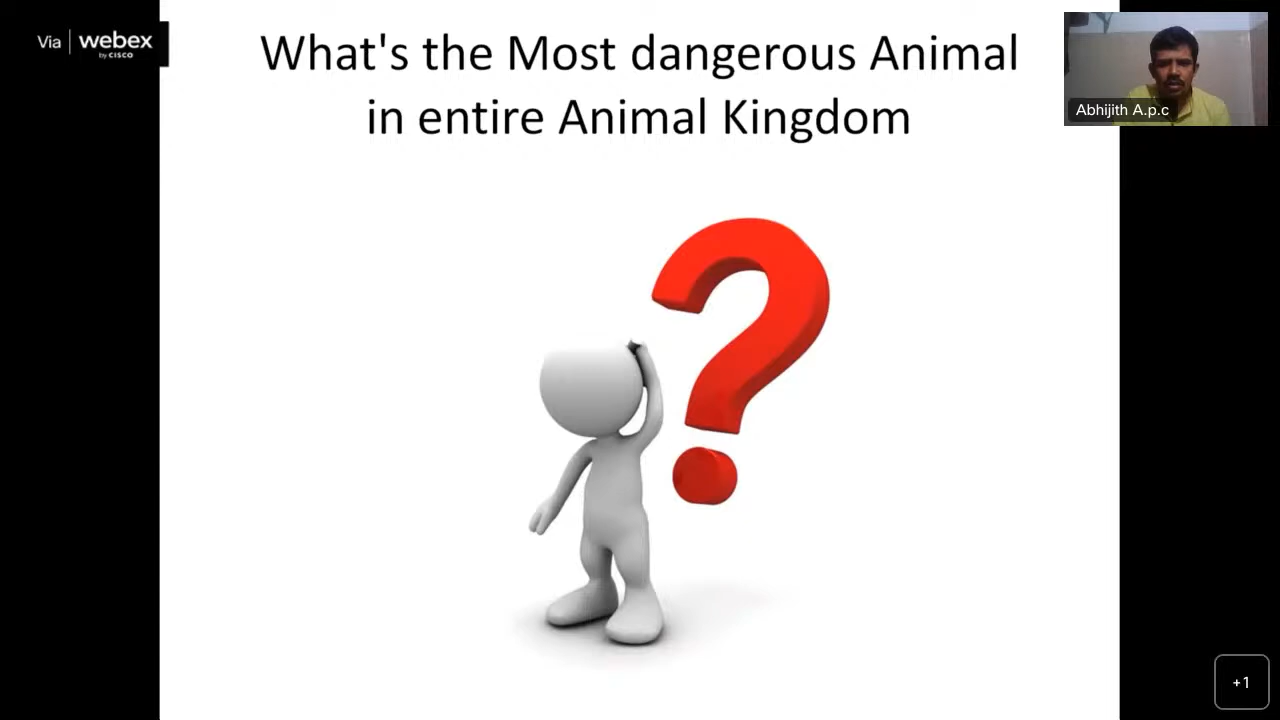 Via webex
by CISCO
What's the Most dangerous Animal
in entire Animal Kingdom
Abhijith A.p.c
+1